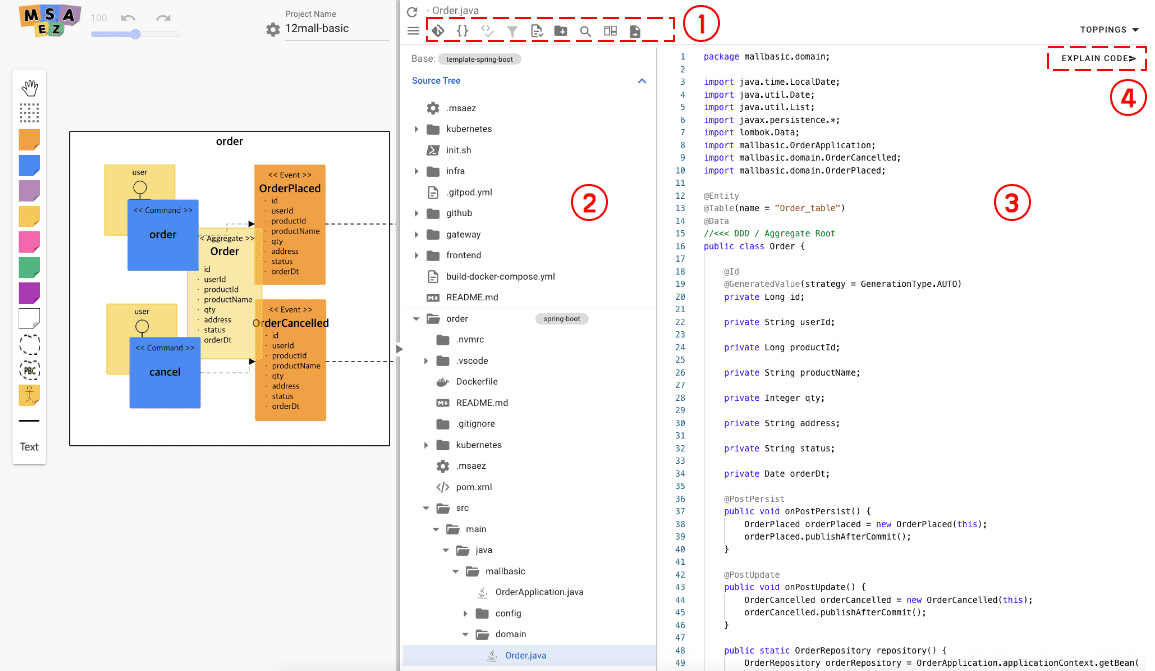 MSA
EZ
100
Project Name
12mall-basic
Text
PBC
order
user
<< Command >>
order
<< Event >>
OrderPlaced
· id
· userId
· productId
· productName
· qty
· address
· status
· orderDt
< Aggregate >>
Order
· id
· userId
· productId
· productName
· qty
· address
· status
· orderDt
user
<< Command >>
cancel
<< Event >>
OrderCancelled
· id
· userId
· productId
· productName
· qty
· address
· status
· orderDt
- Order.java
{}
1
TOPPINGS
Base: template-spring-boot
Source Tree
.msaez
kubernetes
init.sh
infra
.gitpod.yml
github
gateway
frontend
build-docker-compose.yml
README.md
order spring-boot
.nvmrc
.vscode
Dockerfile
README.md
.gitignore
kubernetes
.msaez
pom.xml
src
main
java
mallbasic
OrderApplication.java
config
domain
Order.java
2
EXPLAIN CODE
4
3
1 package mallbasic.domain;
2
3 import java.time.LocalDate;
4 import java.util.Date;
5 import java.util.List;
6 import javax.persistence.*;
7 import lombok.Data;
8 import mallbasic.OrderApplication;
9 import mallbasic.domain.OrderCancelled;
10 import mallbasic.domain.OrderPlaced;
11
12 @Entity
13 @Table(name = "Order_table")
14 @Data
15 //<<< DDD / Aggregate Root
16 public class Order {
17
18 @Id
19 @GeneratedValue(strategy = GenerationType.AUTO)
20 private Long id;
21
22 private String userId;
23
24 private Long productId;
25
26 private String productName;
27
28 private Integer qty;
29
30 private String address;
31
32 private String status;
33
34 private Date orderDt;
35
36 @PostPersist
37 public void onPostPersist() {
38 OrderPlaced orderPlaced = new OrderPlaced(this);
39 orderPlaced.publishAfterCommit();
40 }
41
42 @PostUpdate
43 public void onPostUpdate() {
44 OrderCancelled orderCancelled = new OrderCancelled(this);
45 orderCancelled.publishAfterCommit();
46 }
47
48 public static OrderRepository repository() {
49 OrderRepository orderRepository = OrderApplication.applicationContext.getBean(